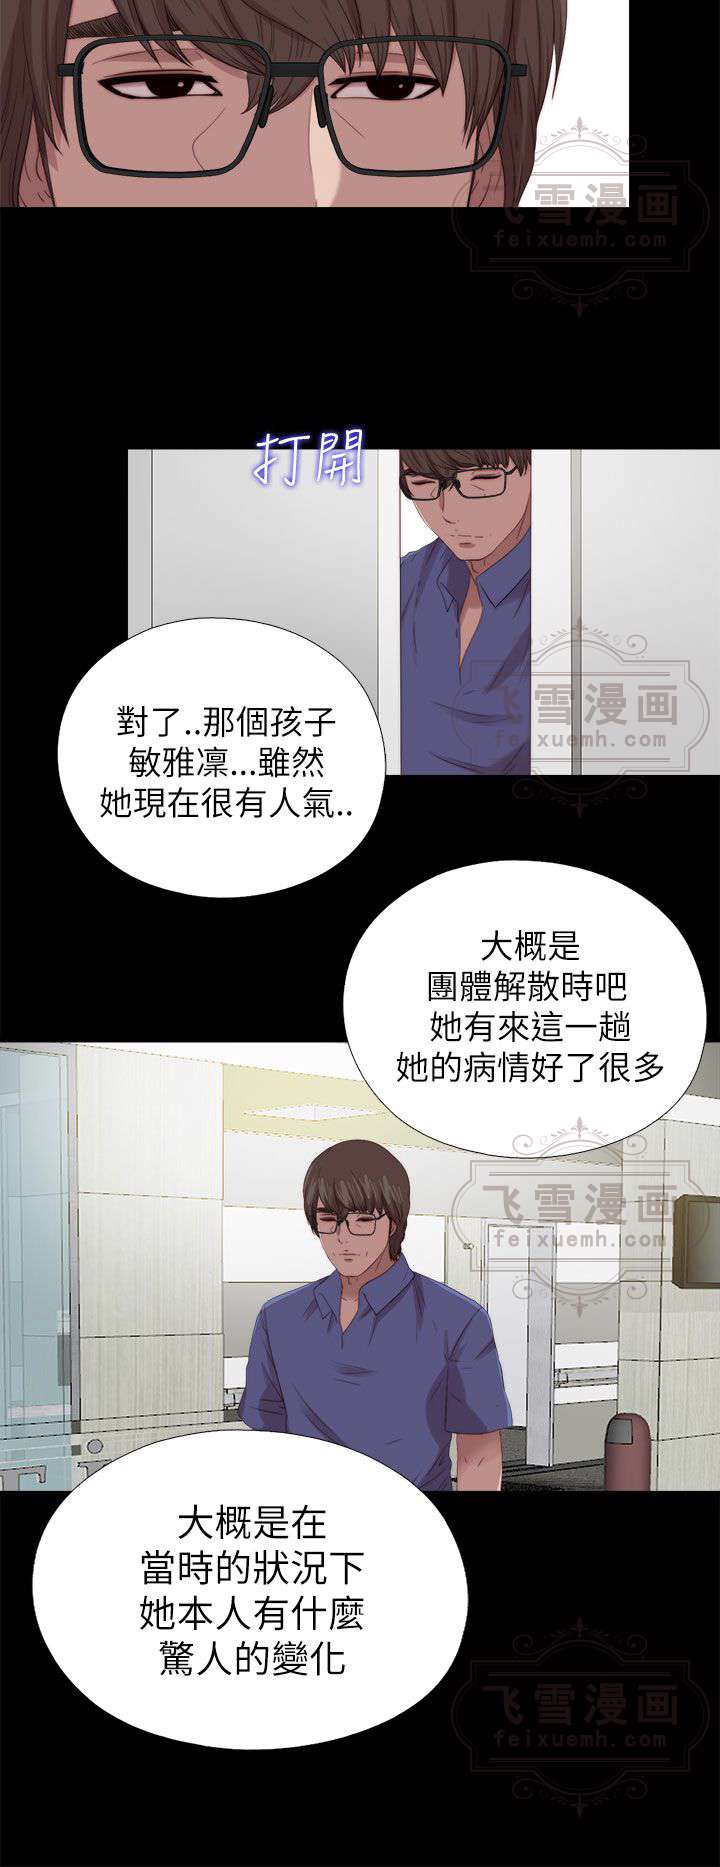 飞雪漫画
feixuemh.com
打開
對了..那個孩子
敏雅凜...雖然
她現在很有人氣..
飞雪漫画
feixuemh.com
大概是
團體解散時吧
她有來這一趟
她的病情好了很多
飞雪漫画
feixuemh.com
大概是在
當時的狀況下
她本人有什麼
驚人的變化
飞雪漫画
feixuemh.com